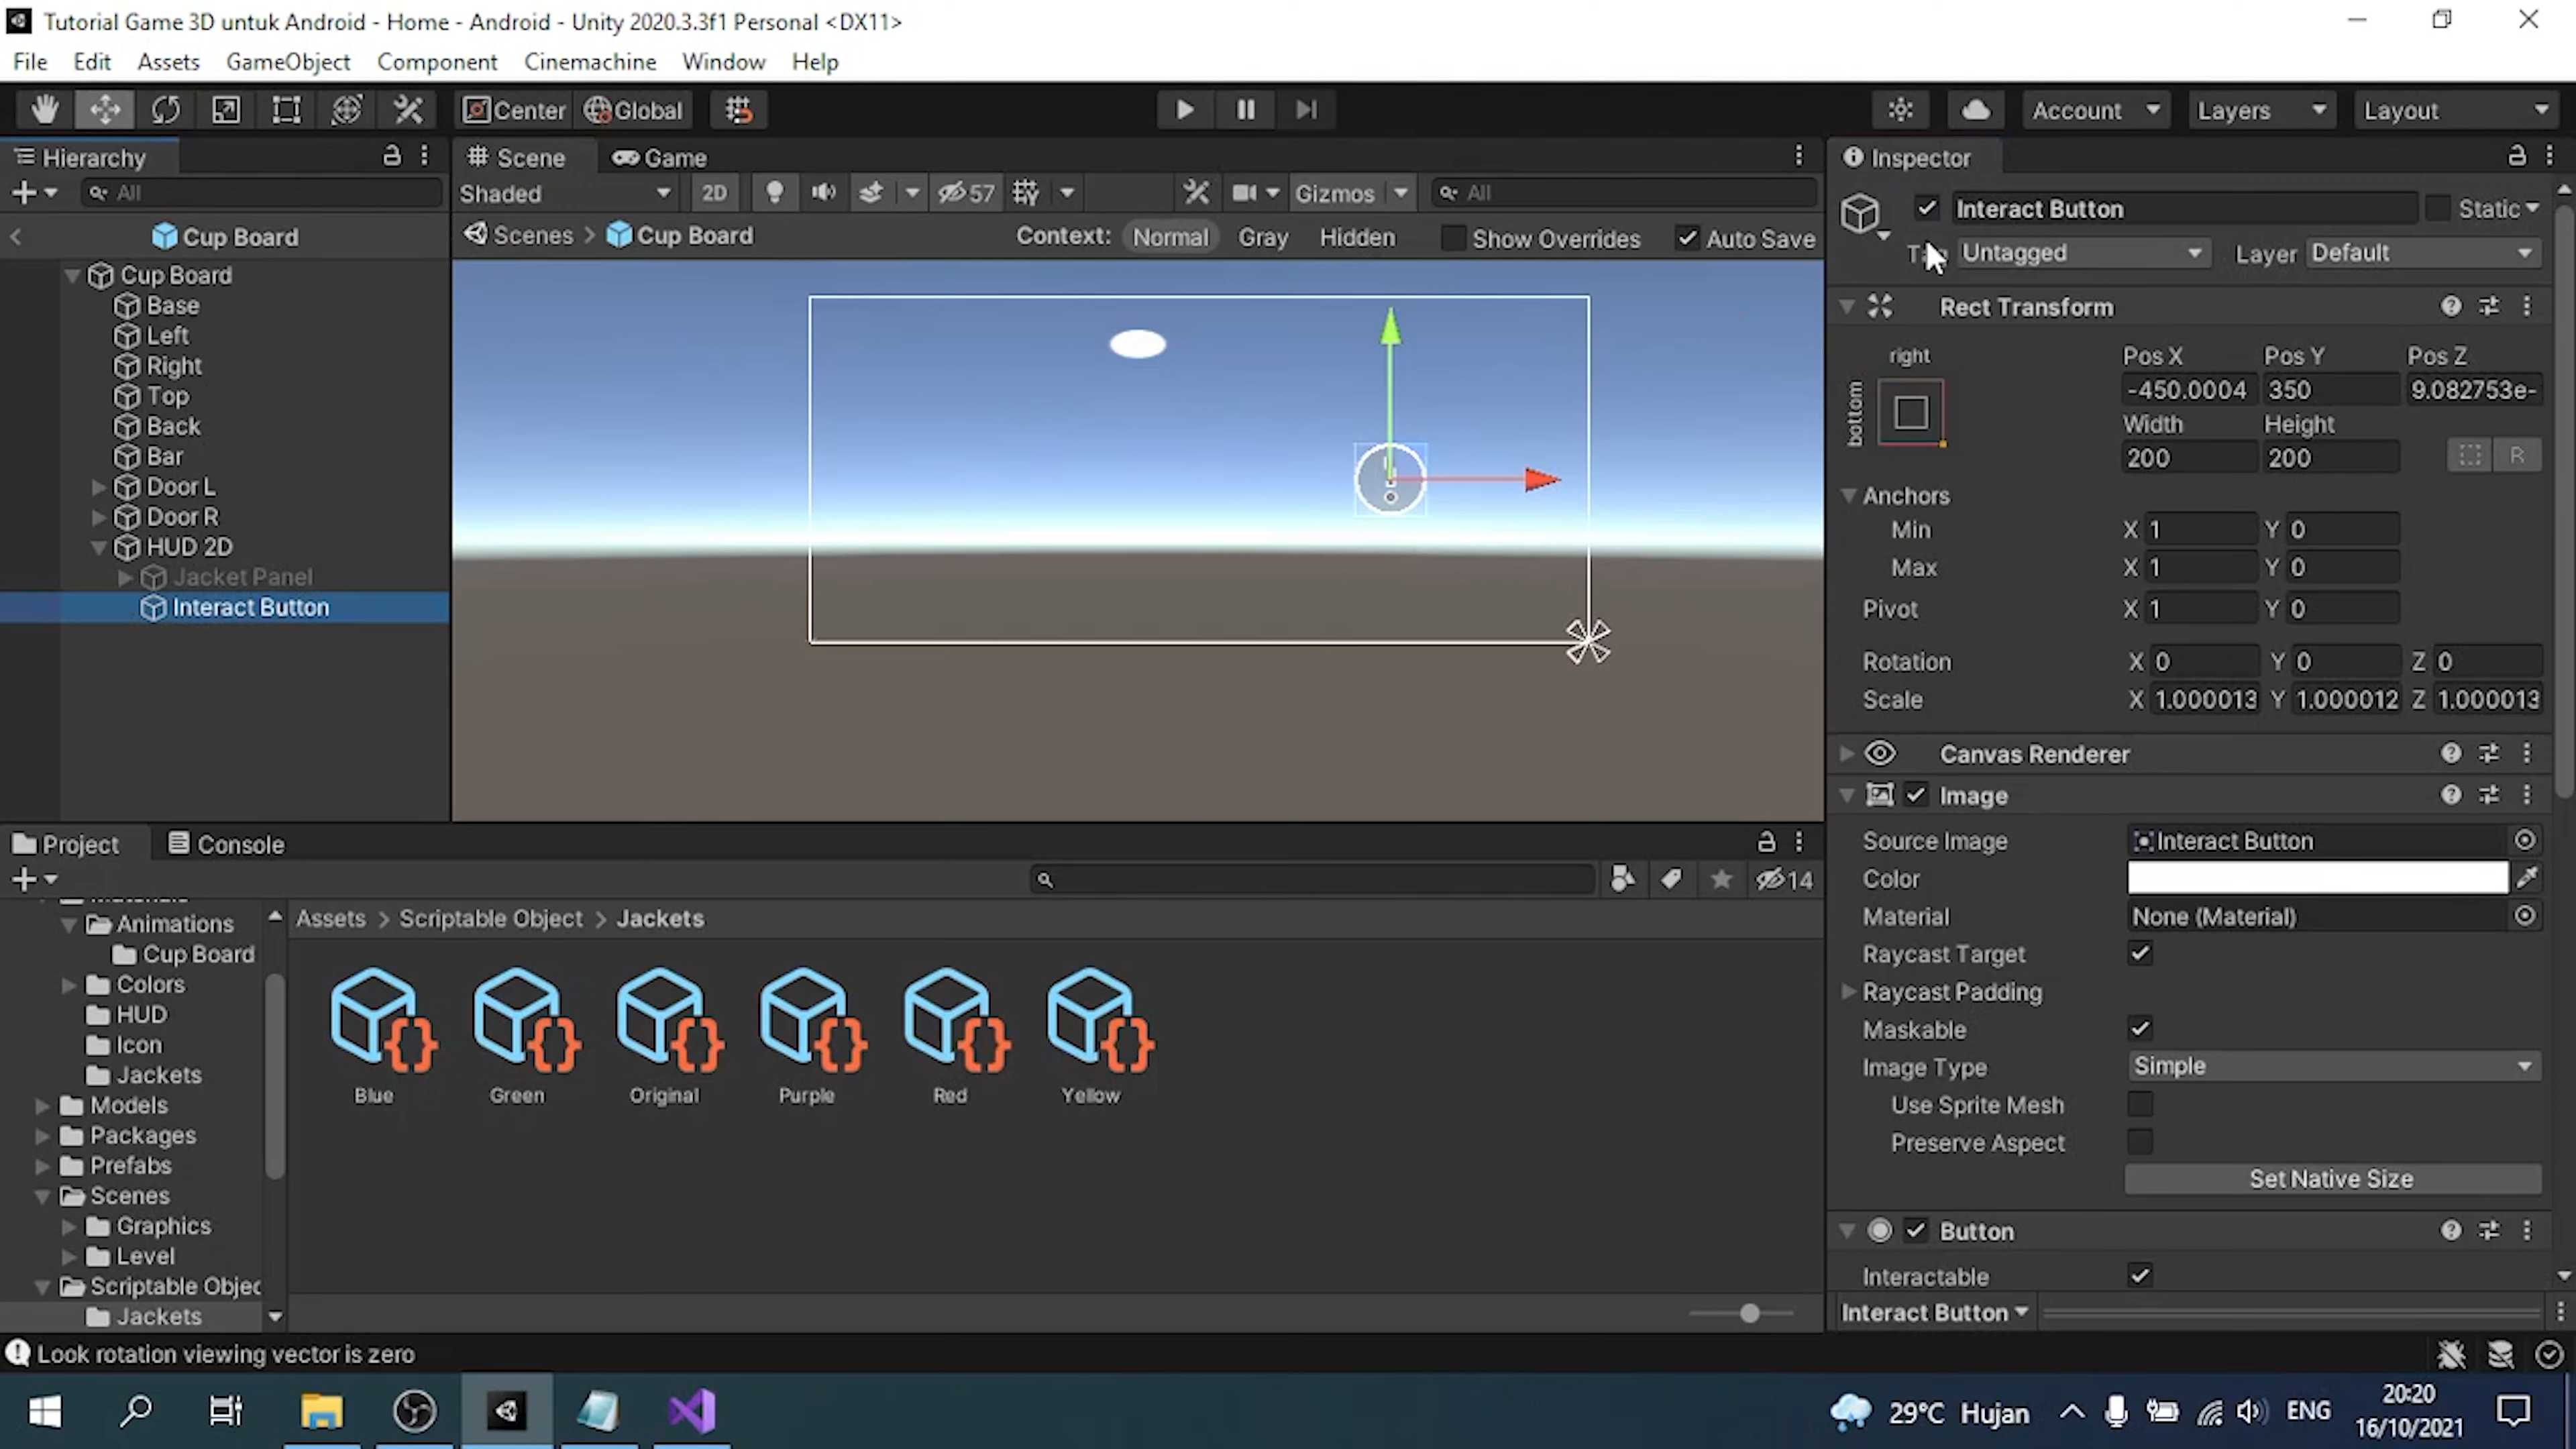 Tutorial Game 3D untuk Android - Home - Android - Unity 2020.3.3f1 Personal <DX11>
File Edit Assets GameObject Component Cinemachine Window Help
Center Global Account Layers Layout
Hierarchy
All
Cup Board
Cup Board
Base
Left
Right
Top
Back
Bar
Door L
Door R
HUD 2D
Jacket Panel
Interact Button
Scene Game
Shaded 2D 57 Gizmos All
Scenes > Cup Board Context: Normal Gray Hidden Show Overrides Auto Save
Inspector
Interact Button Static
Untagged Layer Default
Rect Transform
right
bottom
Pos X Pos Y Pos Z
-450.0004 350 9.082753e-
Width Height
200 200
R
Anchors
Min X 1 Y 0
Max X 1 Y 0
Pivot X 1 Y 0
Rotation X 0 Y 0 Z 0
Scale X 1.000013 Y 1.000012 Z 1.000013
Canvas Renderer
Image
Source Image Interact Button
Color
Material None (Material)
Raycast Target
Raycast Padding
Maskable
Image Type Simple
Use Sprite Mesh
Preserve Aspect
Set Native Size
Button
Interactable
Interact Button
Project Console
14
Animations
Cup Board
Colors
HUD
Icon
Jackets
Models
Packages
Prefabs
Scenes
Graphics
Level
Scriptable Objec
Jackets
Assets > Scriptable Object > Jackets
Blue Green Original Purple Red Yellow
Look rotation viewing vector is zero
29°C Hujan ENG 20:20
16/10/2021